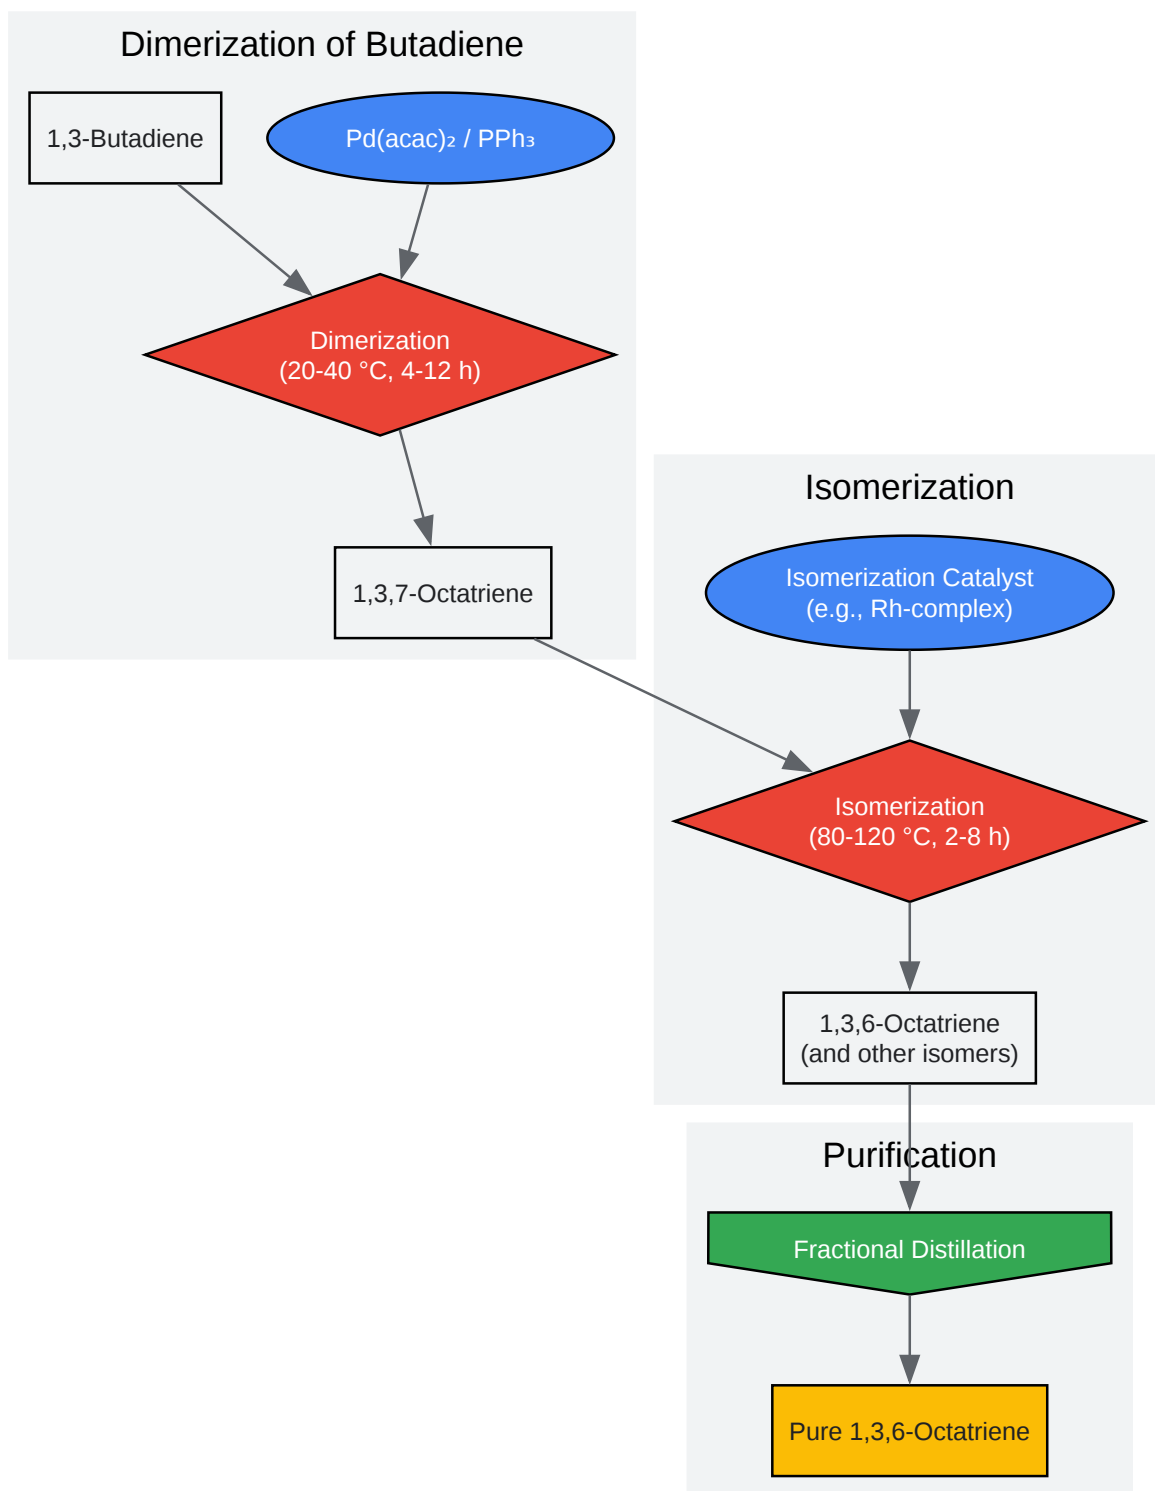 Dimerization of Butadiene
1,3-Butadiene
Pd(acac)₂ / PPh₃
Dimerization
(20-40 °C, 4-12 h)
1,3,7-Octatriene
Isomerization
Isomerization Catalyst
(e.g., Rh-complex)
Isomerization
(80-120 °C, 2-8 h)
1,3,6-Octatriene
(and other isomers)
Purification
Fractional Distillation
Pure 1,3,6-Octatriene